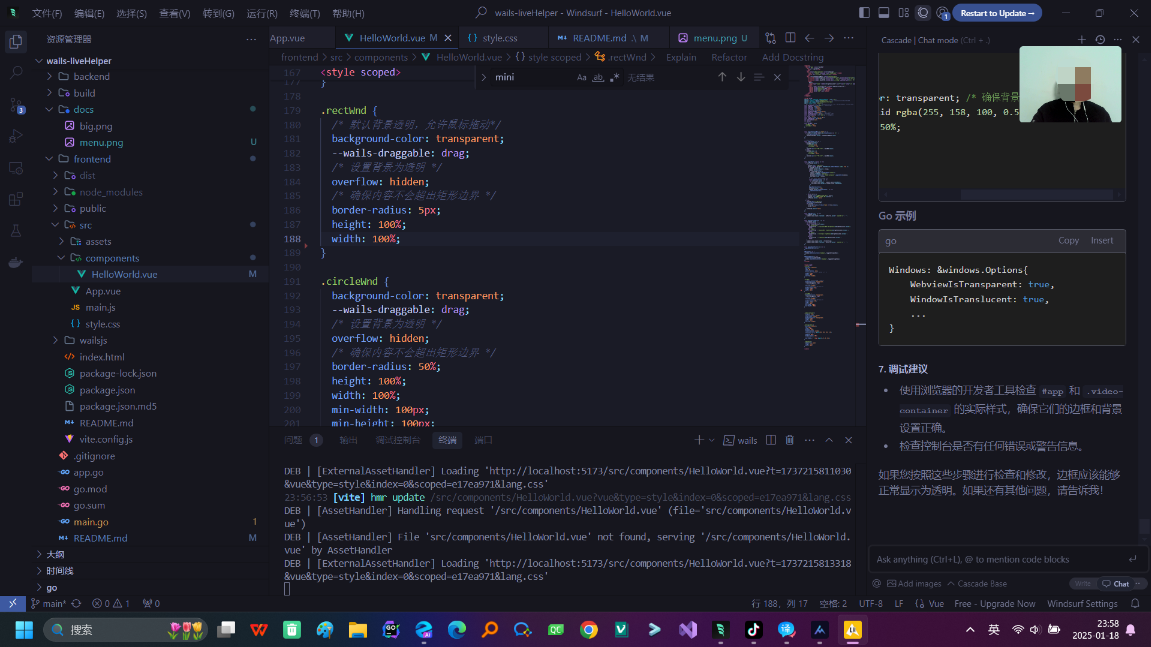 文件(F) 编辑(E) 选择(S) 查看(V) 转到(G) 运行(R) 终端(T) 帮助(H)
wails-liveHelper - Windsurf - HelloWorld.vue
Restart to Update →
资源管理器
wails-liveHelper
backend
build
docs
big.png
menu.png U
frontend
dist
node_modules
public
src
assets
components
HelloWorld.vue M
App.vue
main.js
style.css
wailsjs
index.html
package-lock.json
package.json
package.json.md5
README.md
vite.config.js
.gitignore
app.go
go.mod
go.sum
main.go 1
README.md M
大纲
时间线
go
App.vue
HelloWorld.vue M
style.css
README.md .\ M
menu.png U
frontend > src > components > HelloWorld.vue > style scoped > .rectWnd
Explain Refactor Add Docstring
mini
Aa ab .* 无结果
167 <style scoped>
177 }
178
179 .rectWnd {
180 /* 默认背景透明，允许鼠标拖动*/
181 background-color: transparent;
182 --wails-draggable: drag;
183 /* 设置背景为透明 */
184 overflow: hidden;
185 /* 确保内容不会超出矩形边界 */
186 border-radius: 5px;
187 height: 100%;
188 width: 100%;
189 }
190
191 .circleWnd {
192 background-color: transparent;
193 --wails-draggable: drag;
194 /* 设置背景为透明 */
195 overflow: hidden;
196 /* 确保内容不会超出矩形边界 */
197 border-radius: 50%;
198 height: 100%;
199 width: 100%;
200 min-width: 100px;
201 min-height: 100px;
问题 1 输出 调试控制台 终端 端口
wails
DEB | [ExternalAssetHandler] Loading 'http://localhost:5173/src/components/HelloWorld.vue?t=1737215811030
&vue&type=style&index=0&scoped=e17ea971&lang.css'
23:56:53 [vite] hmr update /src/components/HelloWorld.vue?vue&type=style&index=0&scoped=e17ea971&lang.css
DEB | [AssetHandler] Handling request '/src/components/HelloWorld.vue' (file='src/components/HelloWorld.v
ue')
DEB | [AssetHandler] File 'src/components/HelloWorld.vue' not found, serving '/src/components/HelloWorld.
vue' by AssetHandler
DEB | [ExternalAssetHandler] Loading 'http://localhost:5173/src/components/HelloWorld.vue?t=1737215813318
&vue&type=style&index=0&scoped=e17ea971&lang.css'
Cascade | Chat mode (Ctrl + .)
or: transparent; /* 确保背景
id rgba(255, 158, 100, 0.5
50%;
Go 示例
go Copy Insert
Windows: &windows.Options{
WebviewIsTransparent: true,
WindowIsTranslucent: true,
...
}
7. 调试建议
使用浏览器的开发者工具检查 #app 和 .video-
container 的实际样式，确保它们的边框和背景
设置正确。
检查控制台是否有任何错误或警告信息。
如果您按照这些步骤进行检查和修改，边框应该能够
正常显示为透明。如果还有其他问题，请告诉我！
Ask anything (Ctrl+L), @ to mention code blocks
Add images Cascade Base
Write Chat
main* 0 1 0
行 188，列 17 空格: 2 UTF-8 LF {} Vue Free - Upgrade Now Windsurf Settings
搜索
英
23:58
2025-01-18